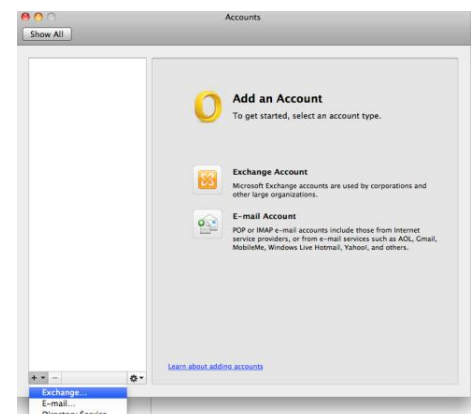 Accounts
Show All
Add an Account
To get started, select an account type.
Exchange Account
Microsoft Exchange accounts are used by corporations and
other large organizations.
E-mail Account
POP or IMAP e-mail accounts include those from Internet
service providers, or from e-mail services such as AOL, Gmail,
MobileMe, Windows Live Hotmail, Yahoo!, and others.
Learn about adding accounts
Exchange...
E-mail...
Directory Service